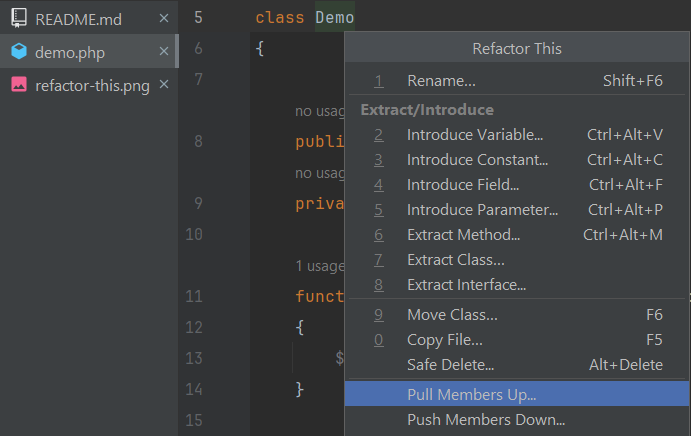 README.md ×
demo.php ×
refactor-this.png ×
5 class Demo
6 {
7
no usag
8 publi
no usag
9 priva
10
1 usage
11 funct
12 {
13 $
14 }
15
Refactor This
1 Rename... Shift+F6
Extract/Introduce
2 Introduce Variable... Ctrl+Alt+V
3 Introduce Constant... Ctrl+Alt+C
4 Introduce Field... Ctrl+Alt+F
5 Introduce Parameter... Ctrl+Alt+P
6 Extract Method... Ctrl+Alt+M
7 Extract Class...
8 Extract Interface...
9 Move Class... F6
0 Copy File... F5
Safe Delete... Alt+Delete
Pull Members Up...
Push Members Down...